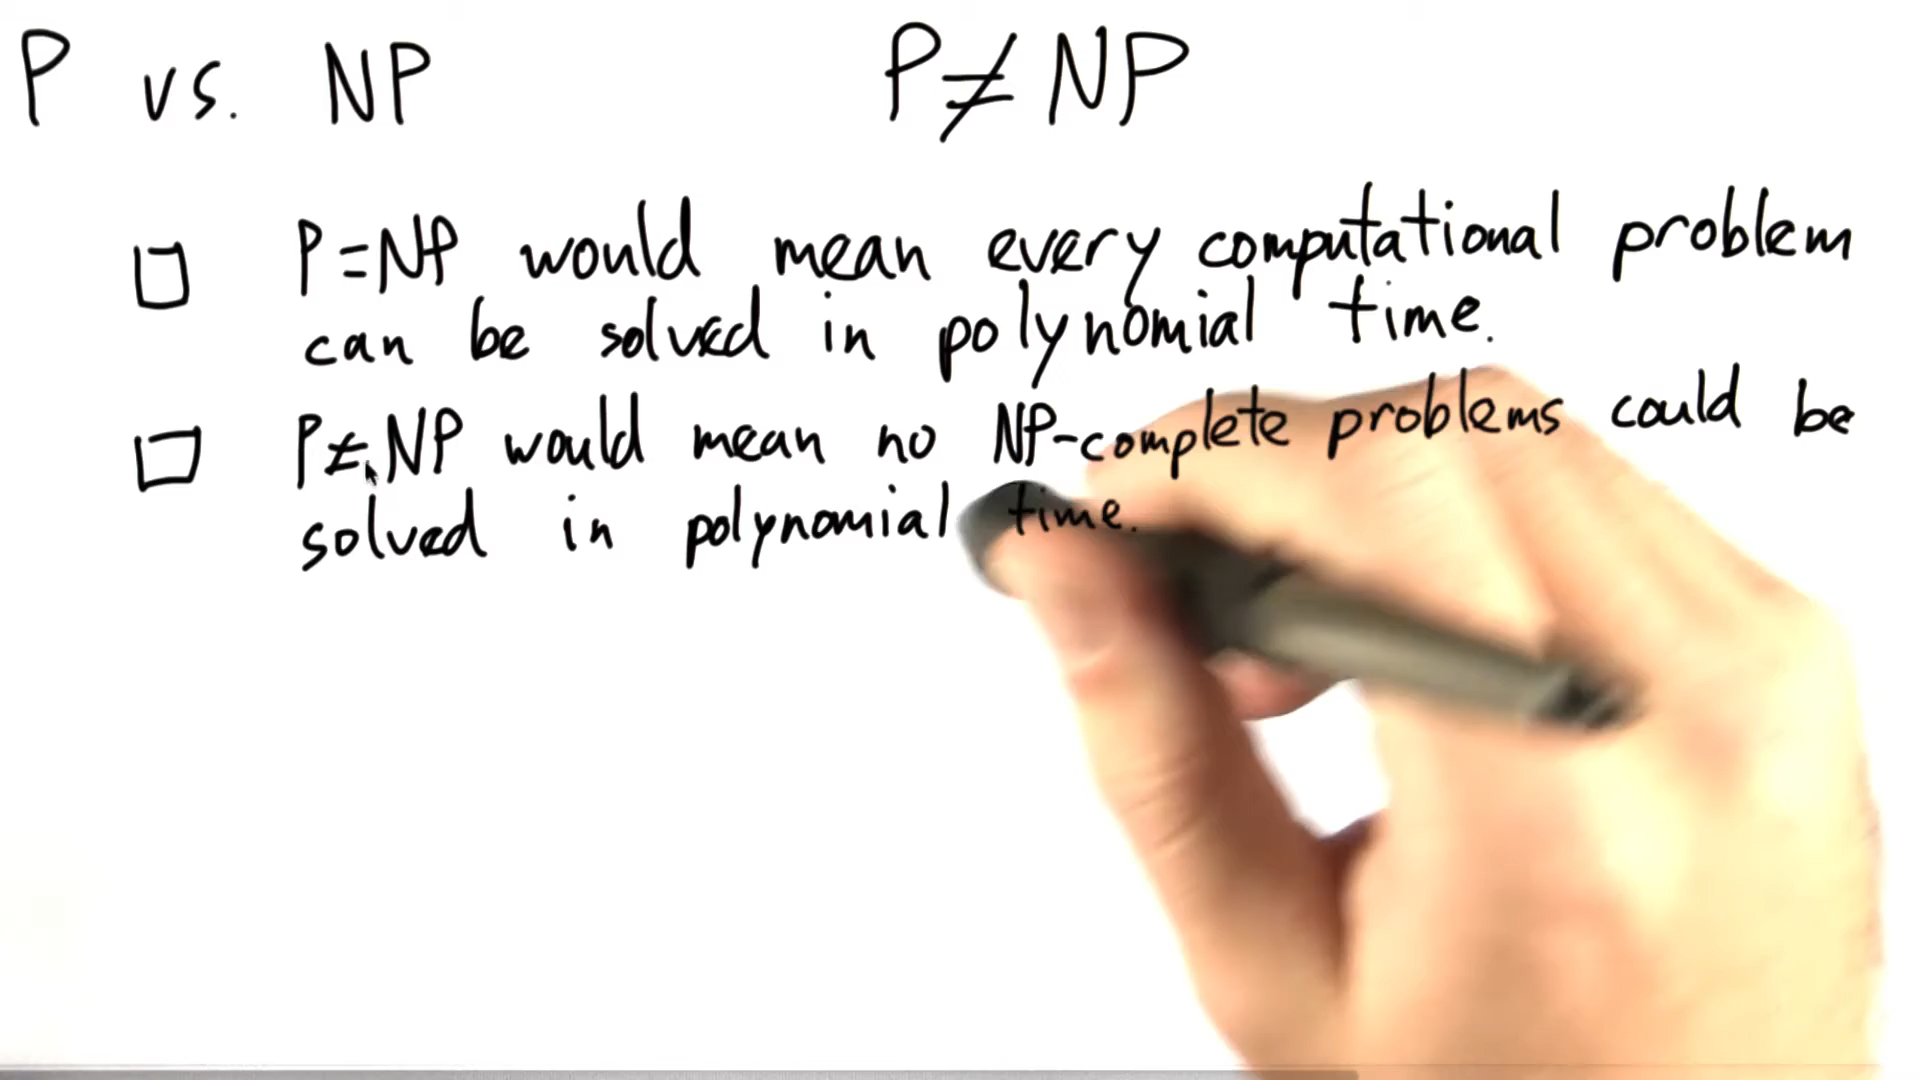 P vs. NP P≠NP
P=NP would mean every computational problem
can be solved in polynomial time.
P≠NP would mean no NP-complete problems could be
solved in polynomial time.